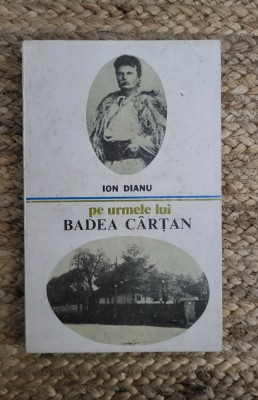 ION DIANU
pe urmele lui
BADEA CÂRȚAN